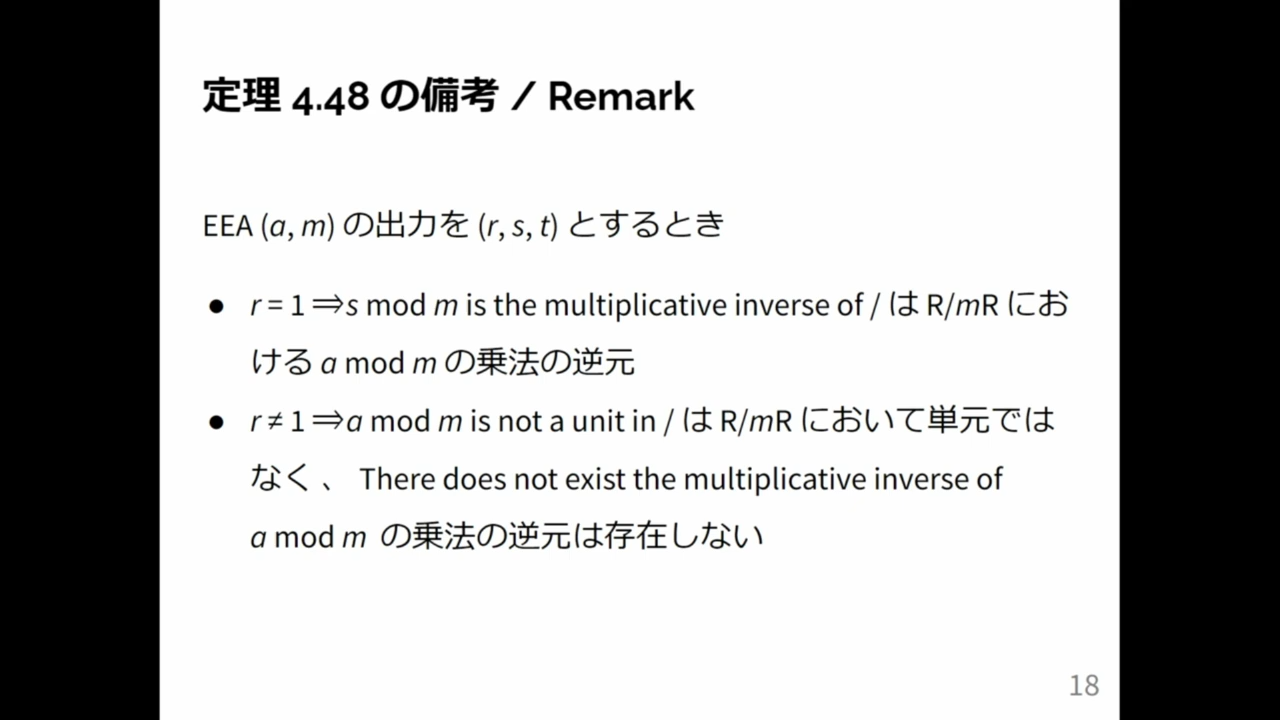 定理 4.48 の備考 / Remark
EEA (a, m) の出力を (r, s, t) とするとき
● r = 1 ⟹s mod m is the multiplicative inverse of / は R/mR にお
ける a mod m の乗法の逆元
● r ≠ 1 ⟹a mod m is not a unit in / は R/mR において単元では
なく 、 There does not exist the multiplicative inverse of
a mod m の乗法の逆元は存在しない
18